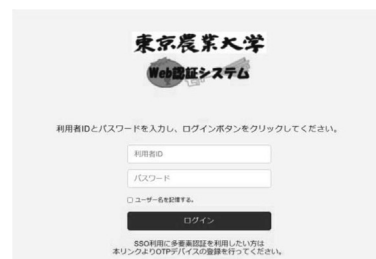 東京農業大学
Web認証システム
利用者IDとパスワードを入力し、ログインボタンをクリックしてください。
利用者ID
パスワード
ユーザー名を記憶する。
ログイン
SSO利用に多要素認証を利用したい方は
本リンクよりOTPデバイスの登録を行ってください。